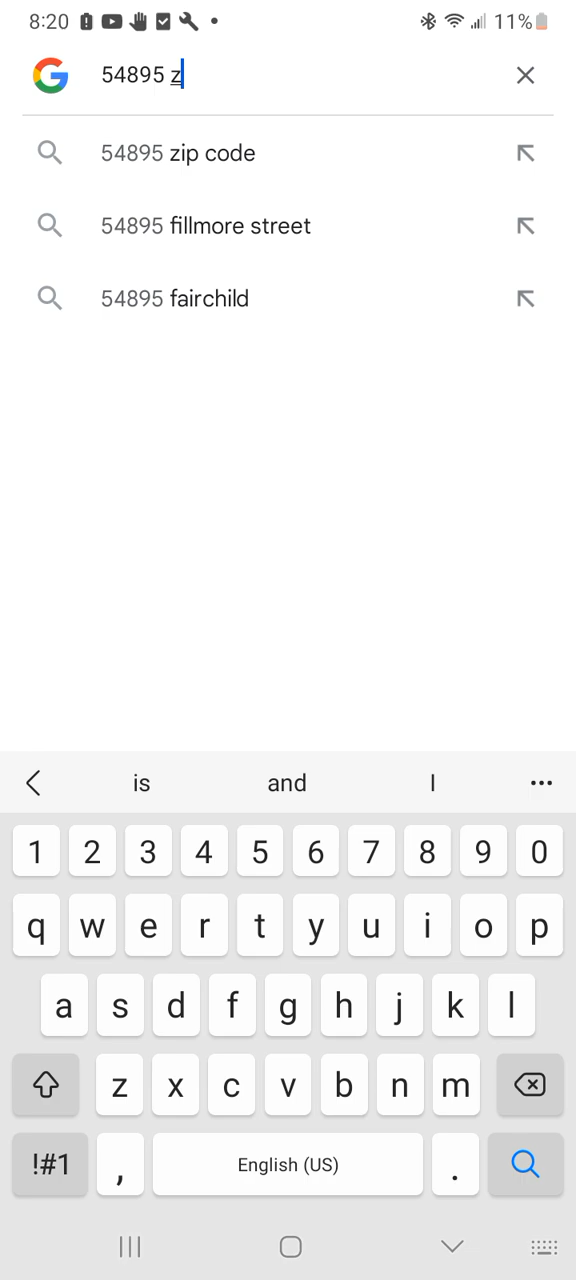 8:20 11%
54895 z
54895 zip code
54895 fillmore street
54895 fairchild
is and I
1 2 3 4 5 6 7 8 9 0
q w e r t y u i o p
a s d f g h j k l
z x c v b n m
!#1 , English (US) .